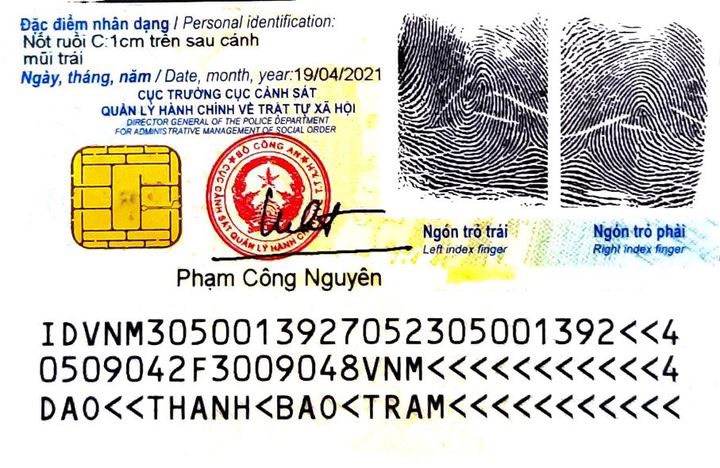 Đặc điểm nhân dạng / Personal identification:
Nốt ruồi C:1cm trên sau cánh
mũi trái
Ngày, tháng, năm / Date, month, year:19/04/2021
CỤC TRƯỞNG CỤC CẢNH SÁT
QUẢN LÝ HÀNH CHÍNH VỀ TRẬT TỰ XÃ HỘI
DIRECTOR GENERAL OF THE POLICE DEPARTMENT
FOR ADMINISTRATIVE MANAGEMENT OF SOCIAL ORDER
BỘ CÔNG AN
CỤC CẢNH SÁT QUẢN LÝ HÀNH
Phạm Công Nguyên
Ngón trỏ trái
Left index finger
Ngón trỏ phải
Right index finger
IDVNM3050013927052305001392<<4
0509042F3009048VNM<<<<<<<<<<<4
DAO<<THANH<BAO<TRAM<<<<<<<<<<<